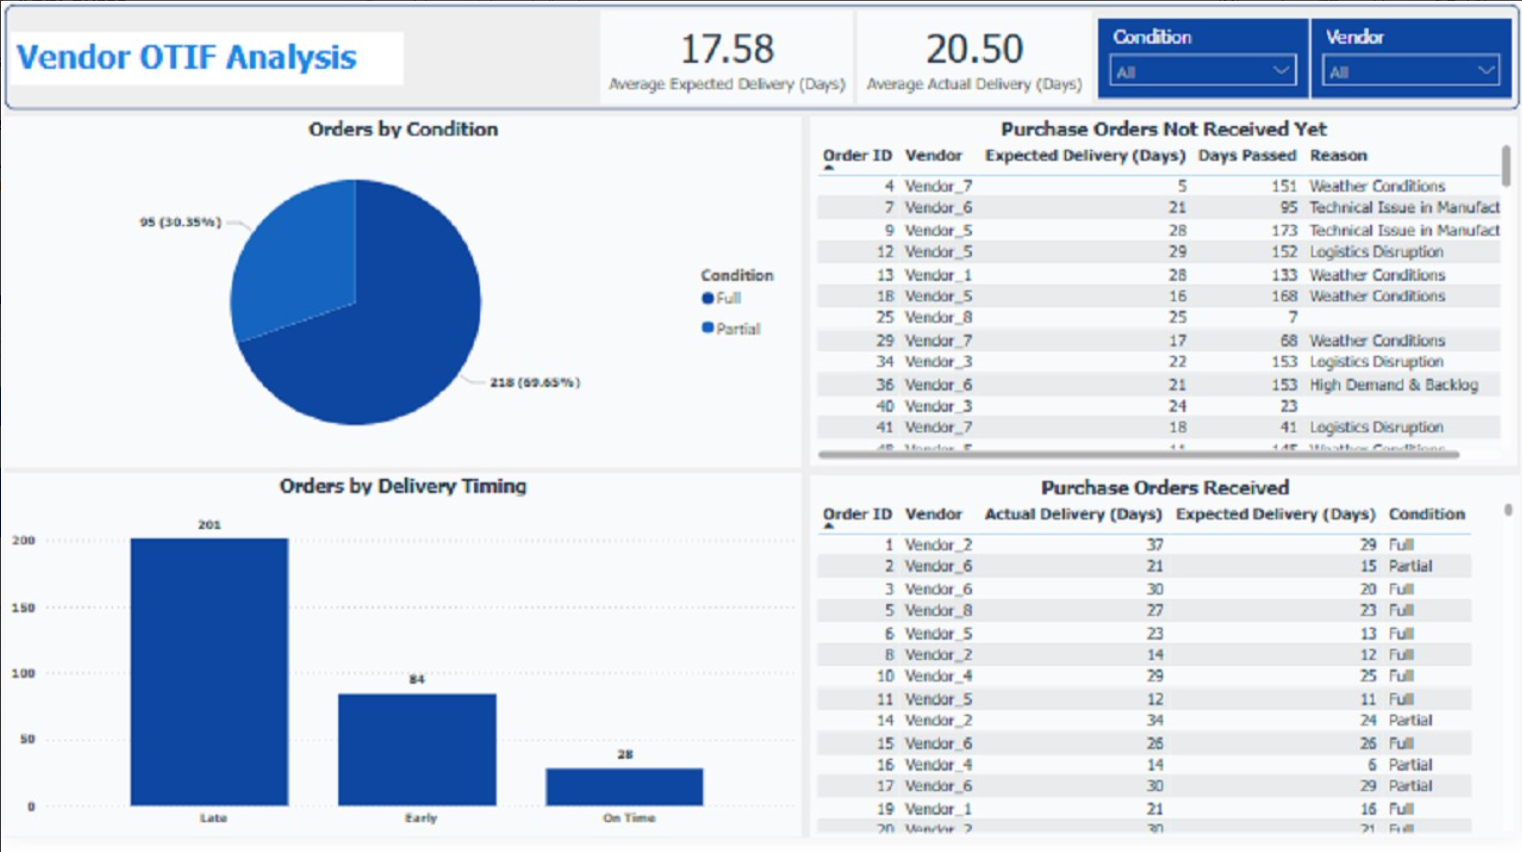 Vendor OTIF Analysis
17.58
Average Expected Delivery (Days)
20.50
Average Actual Delivery (Days)
Condition
All
Vendor
All
Orders by Condition
95 (30.35%)
218 (69.65%)
Condition
Full
Partial
Purchase Orders Not Received Yet
Order ID Vendor Expected Delivery (Days) Days Passed Reason
4 Vendor_7 5 151 Weather Conditions
7 Vendor_6 21 95 Technical Issue in Manufact
9 Vendor_5 28 173 Technical Issue in Manufact
12 Vendor_5 29 152 Logistics Disruption
13 Vendor_1 28 133 Weather Conditions
18 Vendor_5 16 168 Weather Conditions
25 Vendor_8 25 7
29 Vendor_7 17 68 Weather Conditions
34 Vendor_3 22 153 Logistics Disruption
36 Vendor_6 21 153 High Demand & Backlog
40 Vendor_3 24 23
41 Vendor_7 18 41 Logistics Disruption
Orders by Delivery Timing
200
150
100
50
0
201
84
28
Late
Early
On Time
Purchase Orders Received
Order ID Vendor Actual Delivery (Days) Expected Delivery (Days) Condition
1 Vendor_2 37 29 Full
2 Vendor_6 21 15 Partial
3 Vendor_6 30 20 Full
5 Vendor_8 27 23 Full
6 Vendor_5 23 13 Full
8 Vendor_2 14 12 Full
10 Vendor_4 29 25 Full
11 Vendor_5 12 11 Full
14 Vendor_2 34 24 Partial
15 Vendor_6 26 26 Full
16 Vendor_4 14 6 Partial
17 Vendor_6 30 29 Partial
19 Vendor_1 21 16 Full
20 Vendor_2 30 21 Full